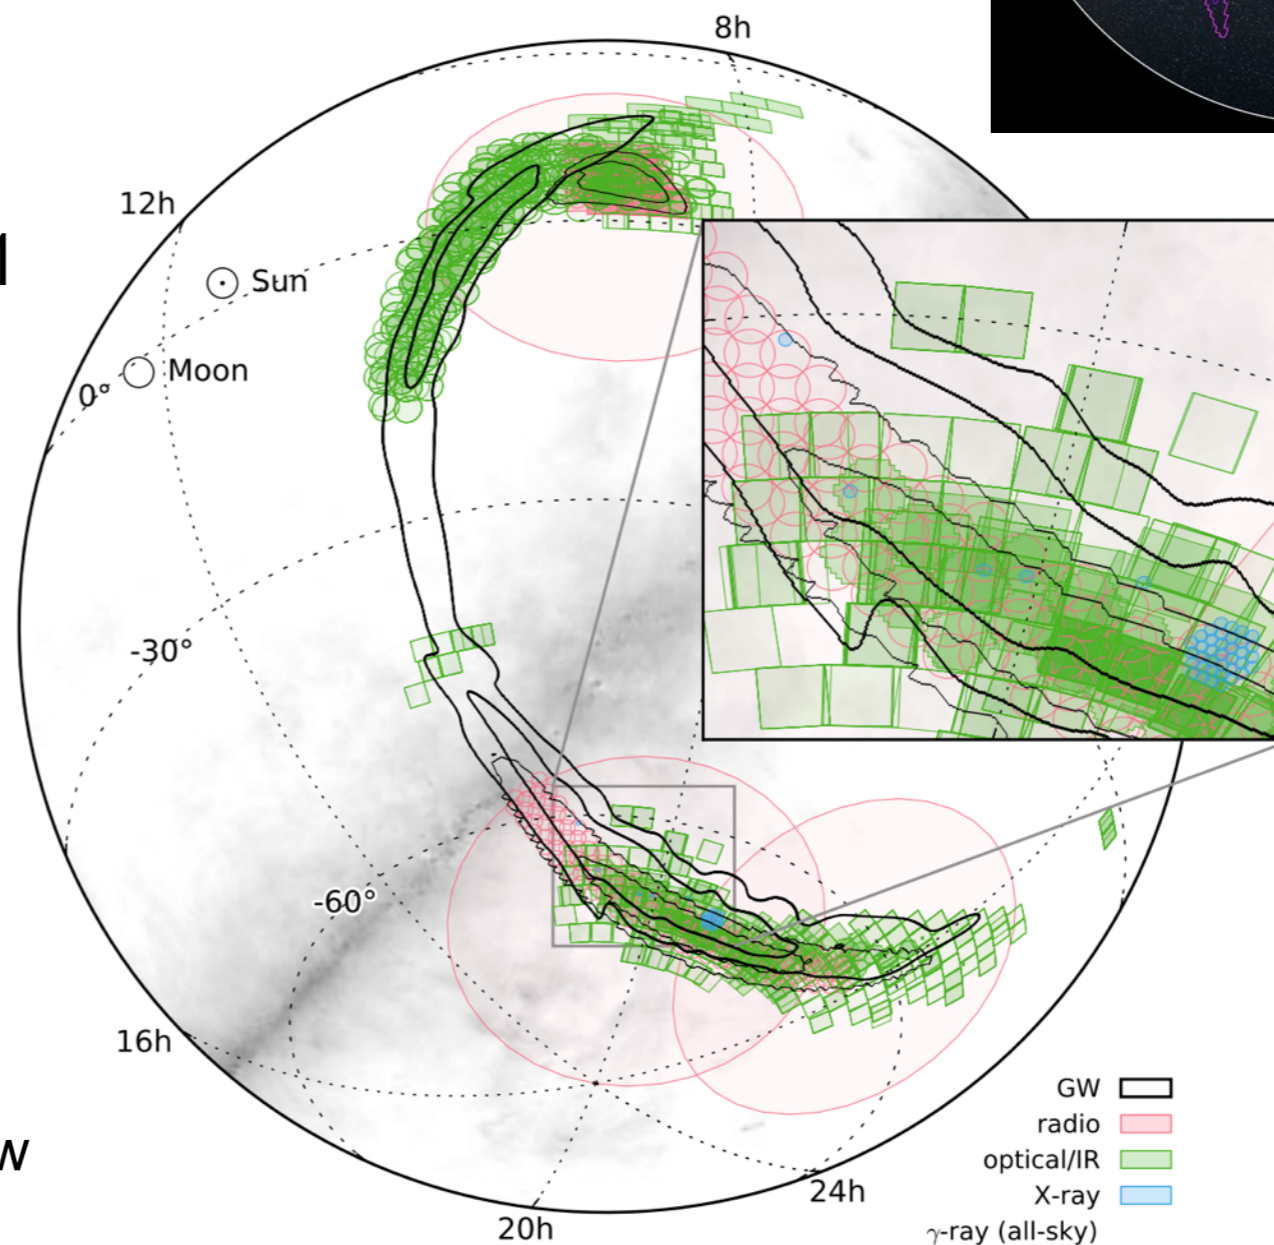 8h
12h
Sun
Moon
0°
-30°
-60°
16h
w
GW
radio
optical/IR
X-ray
24h
20h
γ-ray (all-sky)